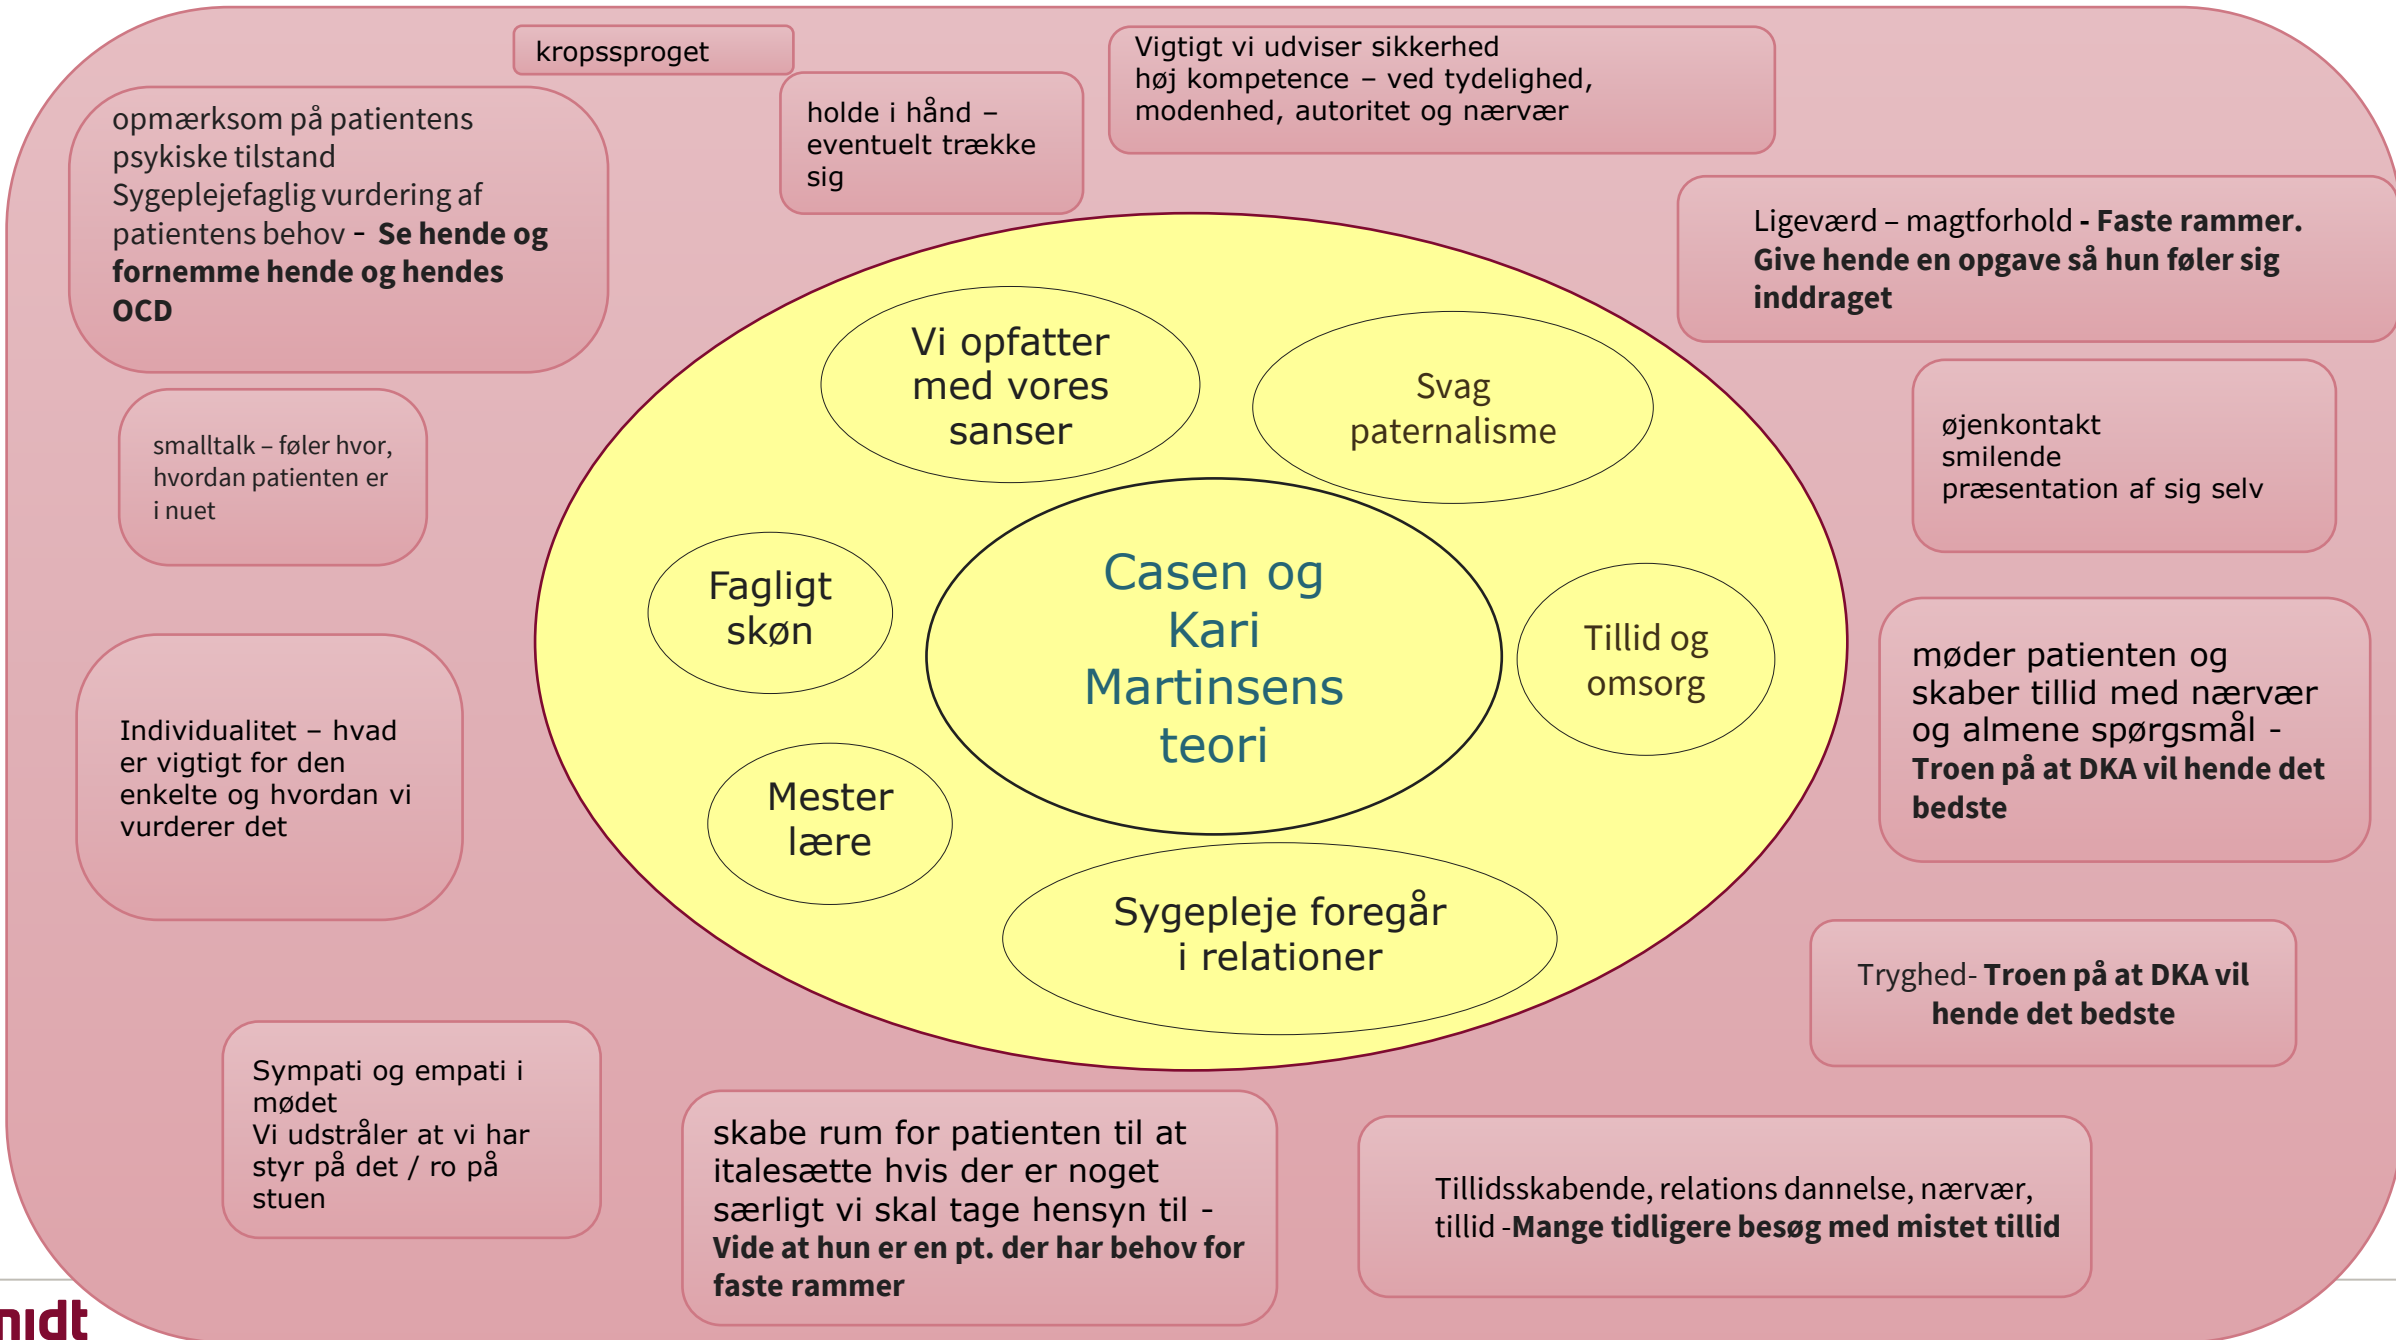 kropssproget
Vigtigt vi udviser sikkerhed
høj kompetence – ved tydelighed,
modenhed, autoritet og nærvær
holde i hånd –
eventuelt trække
sig
opmærksom på patientens
psykiske tilstand
Sygeplejefaglig vurdering af
patientens behov - Se hende og
fornemme hende og hendes
OCD
Ligeværd – magtforhold - Faste rammer.
Give hende en opgave så hun føler sig
inddraget
Vi opfatter
med vores
sanser
Svag
paternalisme
smalltalk – føler hvor,
hvordan patienten er
i nuet
øjenkontakt
smilende
præsentation af sig selv
Fagligt
skøn
Casen og
Kari
Martinsens
teori
Tillid og
omsorg
møder patienten og
skaber tillid med nærvær
og almene spørgsmål -
Troen på at DKA vil hende det
bedste
Individualitet – hvad
er vigtigt for den
enkelte og hvordan vi
vurderer det
Mester
lære
Sygepleje foregår
i relationer
Tryghed- Troen på at DKA vil
hende det bedste
Sympati og empati i
mødet
Vi udstråler at vi har
styr på det / ro på
stuen
skabe rum for patienten til at
italesætte hvis der er noget
særligt vi skal tage hensyn til -
Vide at hun er en pt. der har behov for
faste rammer
Tillidsskabende, relations dannelse, nærvær,
tillid -Mange tidligere besøg med mistet tillid
midt